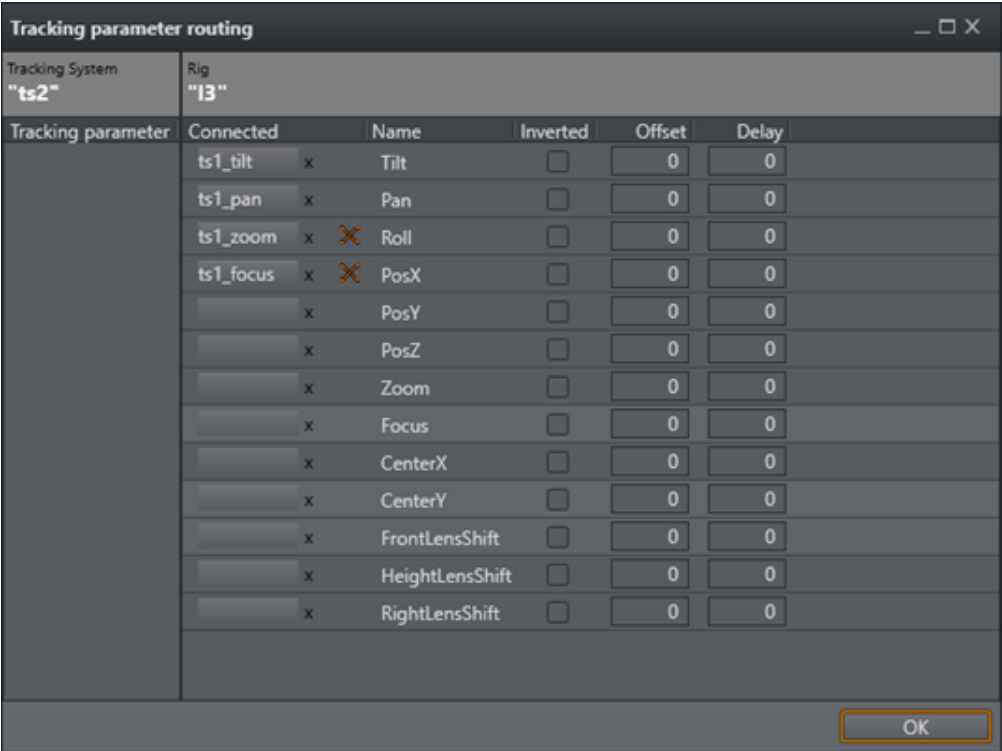 Tracking parameter routing
Tracking System Rig
"ts2" "l3"
Tracking parameter Connected Name Inverted Offset Delay
ts1_tilt x Tilt 0 0
ts1_pan x Pan 0 0
ts1_zoom x Roll 0 0
ts1_focus x PosX 0 0
x PosY 0 0
x PosZ 0 0
x Zoom 0 0
x Focus 0 0
x CenterX 0 0
x CenterY 0 0
x FrontLensShift 0 0
x HeightLensShift 0 0
x RightLensShift 0 0
OK